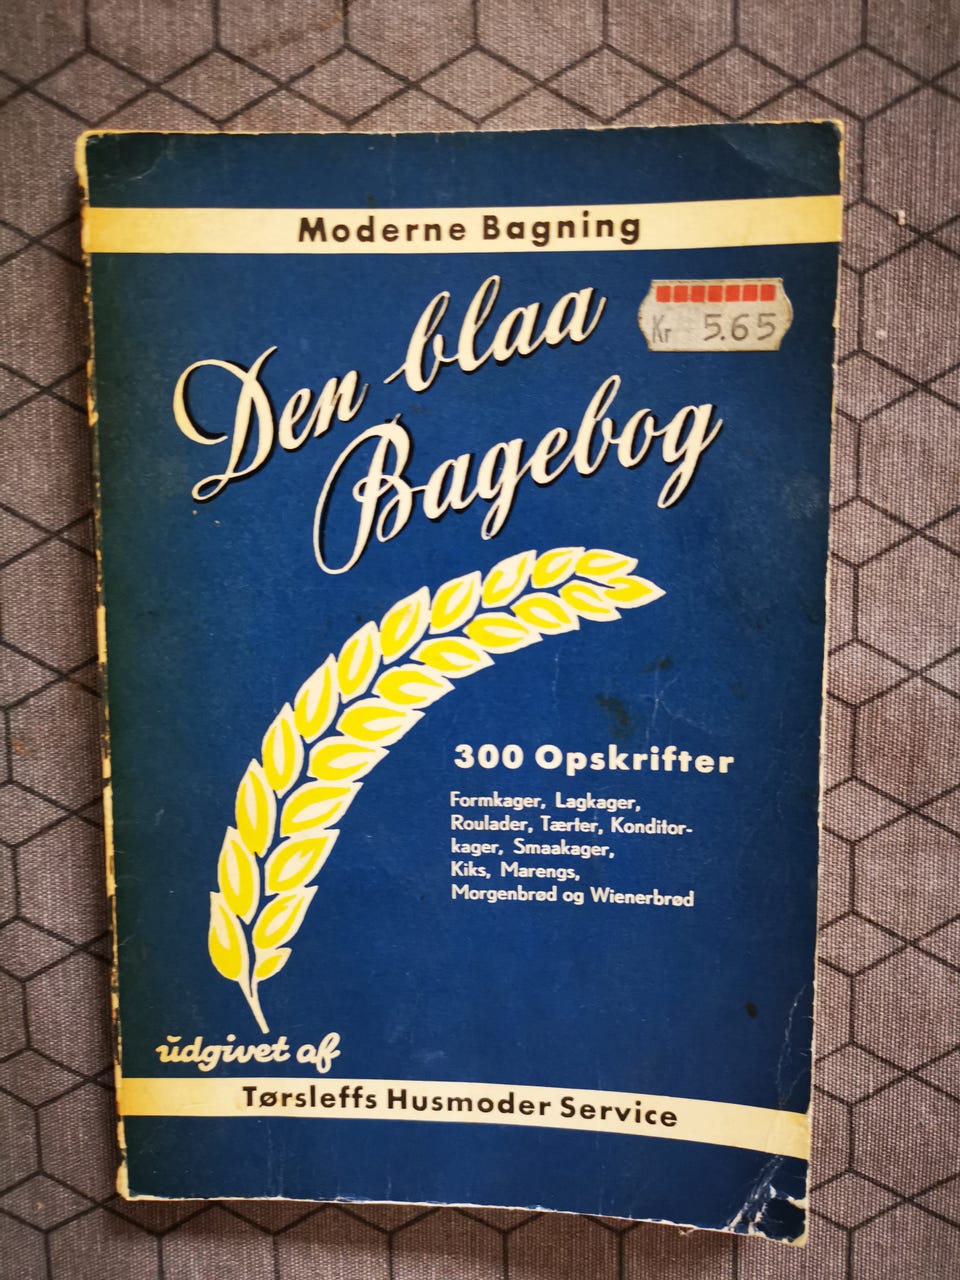 Moderne Bagning
Den blaa
Bagebog
Kr 5.65
300 Opskrifter
Formkager, Lagkager,
Roulader, Tærter, Konditor-
kager, Smaakager,
Kiks, Marengs,
Morgenbrød og Wienerbrød
udgivet af
Tørsleffs Husmoder Service